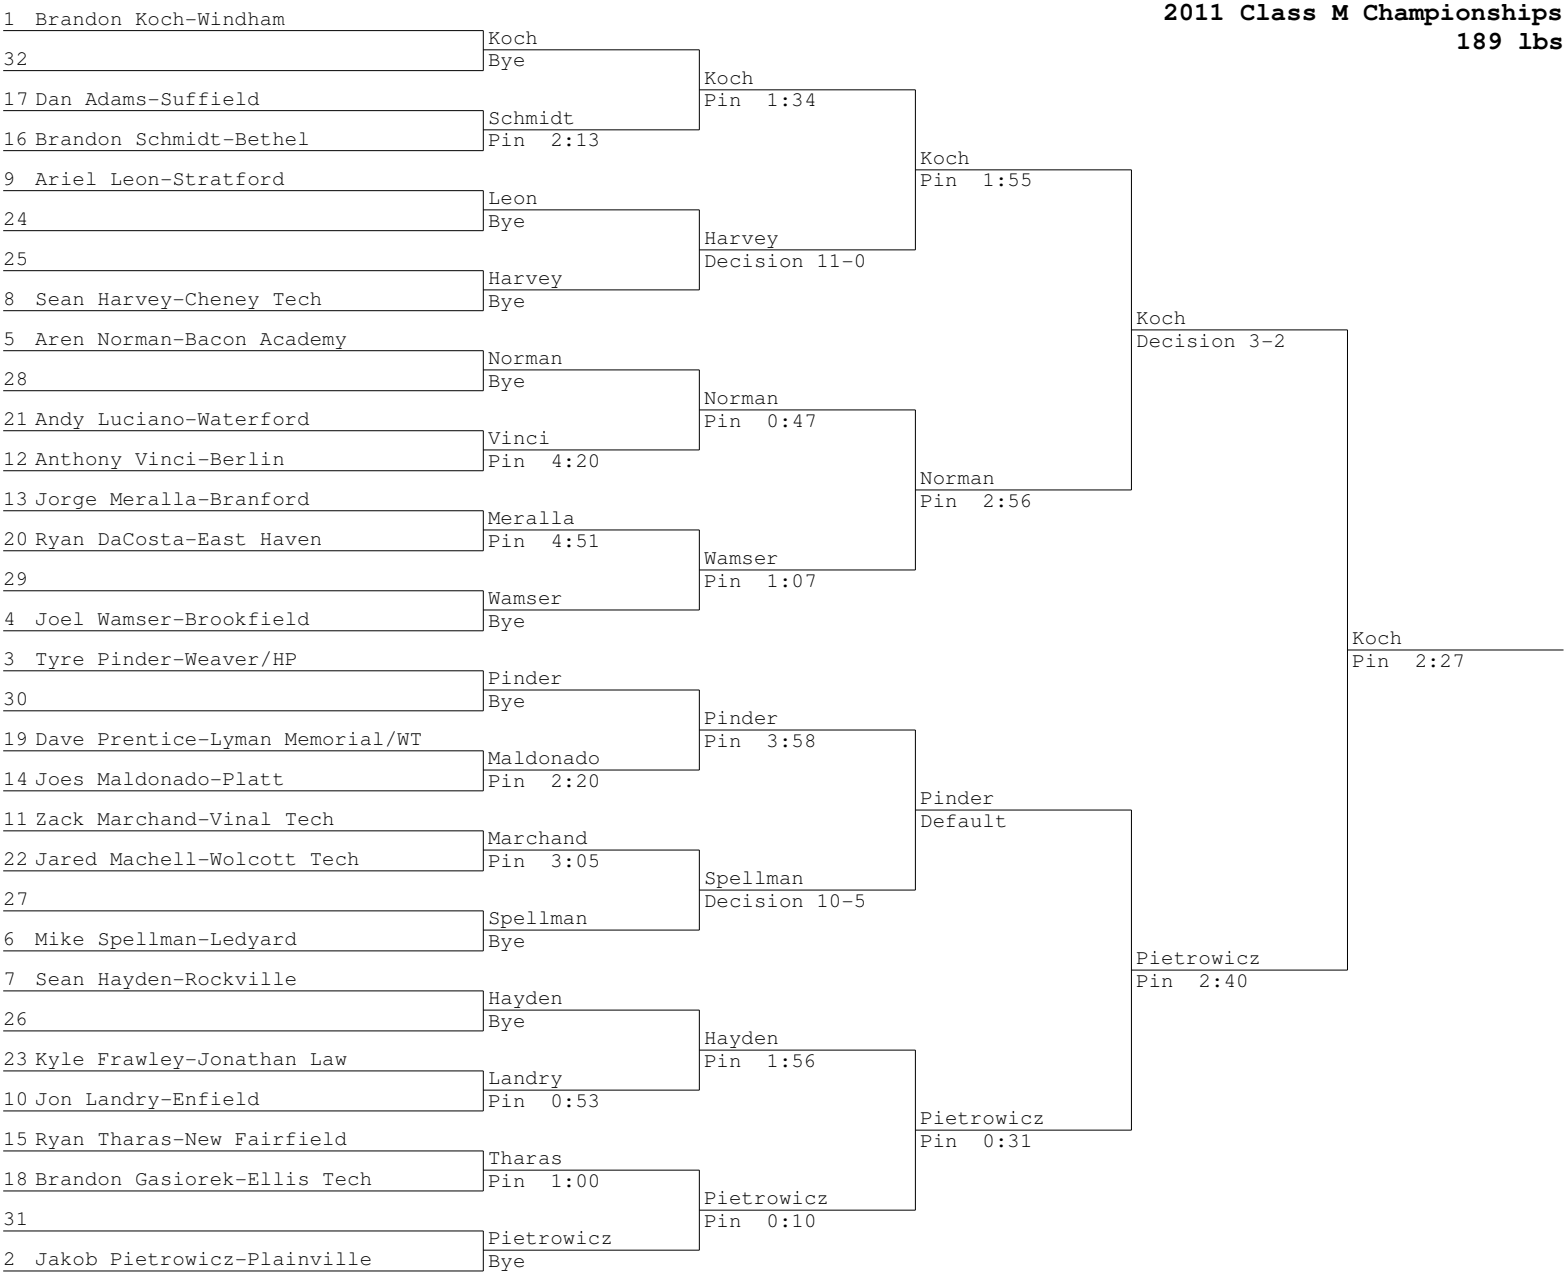 2011 Class M Championships
189 lbs
1 Brandon Koch-Windham
32
17 Dan Adams-Suffield
16 Brandon Schmidt-Bethel
9 Ariel Leon-Stratford
24
25
8 Sean Harvey-Cheney Tech
5 Aren Norman-Bacon Academy
28
21 Andy Luciano-Waterford
12 Anthony Vinci-Berlin
13 Jorge Meralla-Branford
20 Ryan DaCosta-East Haven
29
4 Joel Wamser-Brookfield
3 Tyre Pinder-Weaver/HP
30
19 Dave Prentice-Lyman Memorial/WT
14 Joes Maldonado-Platt
11 Zack Marchand-Vinal Tech
22 Jared Machell-Wolcott Tech
27
6 Mike Spellman-Ledyard
7 Sean Hayden-Rockville
26
23 Kyle Frawley-Jonathan Law
10 Jon Landry-Enfield
15 Ryan Tharas-New Fairfield
18 Brandon Gasiorek-Ellis Tech
31
2 Jakob Pietrowicz-Plainville
Koch
Bye
Schmidt
Pin 2:13
Leon
Bye
Harvey
Bye
Norman
Bye
Vinci
Pin 4:20
Meralla
Pin 4:51
Wamser
Bye
Pinder
Bye
Maldonado
Pin 2:20
Marchand
Pin 3:05
Spellman
Bye
Hayden
Bye
Landry
Pin 0:53
Tharas
Pin 1:00
Pietrowicz
Bye
Koch
Pin 1:34
Harvey
Decision 11-0
Norman
Pin 0:47
Wamser
Pin 1:07
Pinder
Pin 3:58
Spellman
Decision 10-5
Hayden
Pin 1:56
Pietrowicz
Pin 0:10
Koch
Pin 1:55
Norman
Pin 2:56
Pinder
Default
Pietrowicz
Pin 0:31
Koch
Decision 3-2
Pietrowicz
Pin 2:40
Koch
Pin 2:27